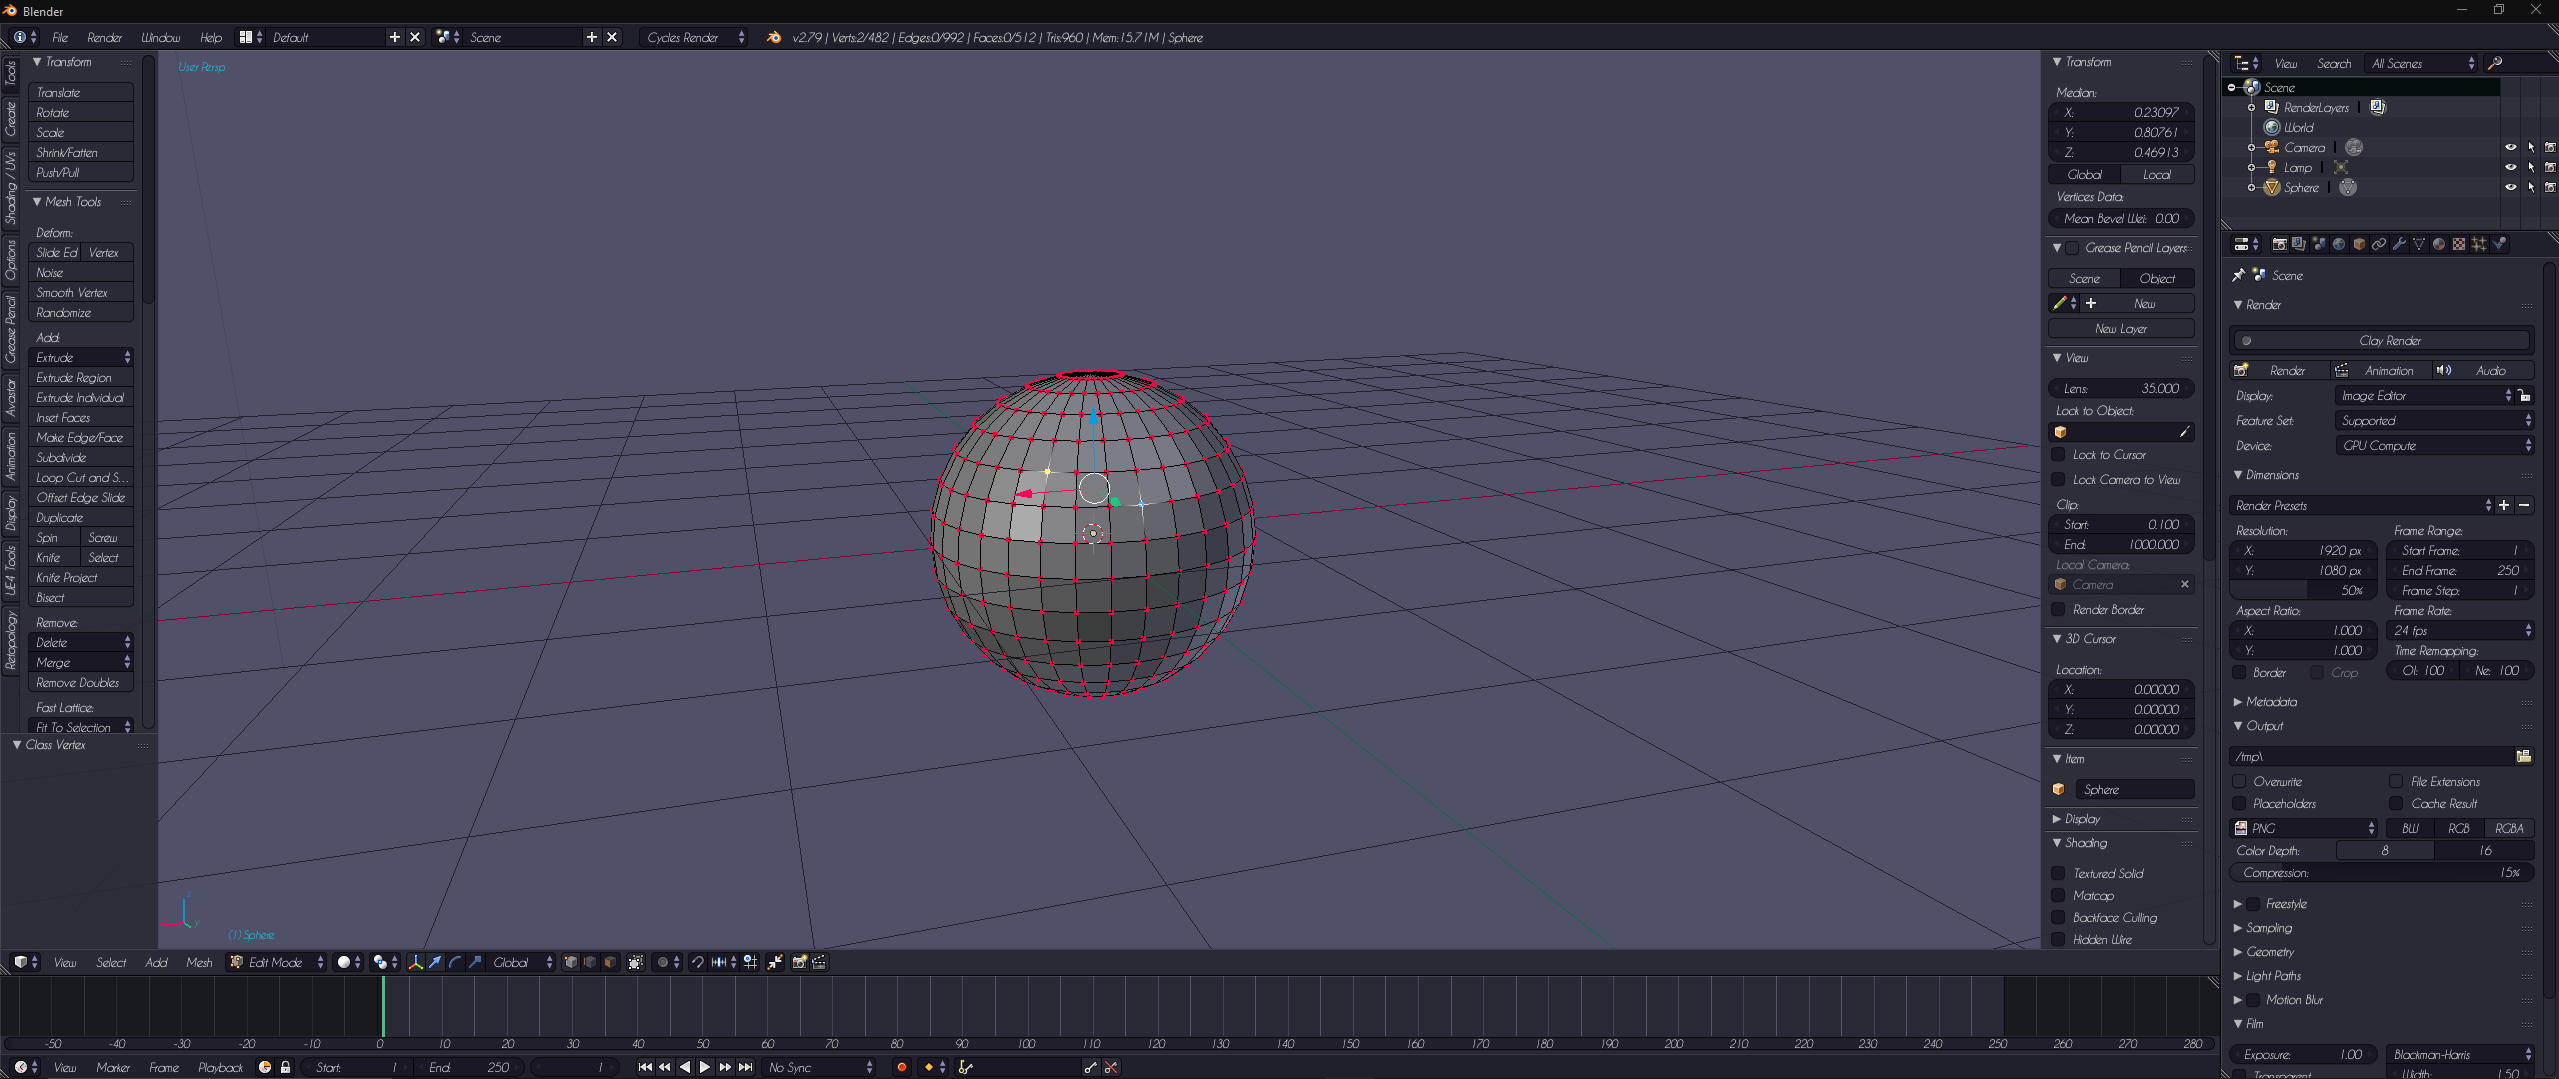 Blender
File Render Window Help Default Scene Cycles Render v2.79 | Verts:2/482 | Edges:0/992 | Faces:0/512 | Tris:960 | Mem:15.71M | Sphere
Tools
Create
Shading / UVs
Options
Grease Pencil
Avastar
Animation
Display
UE4 Tools
Retopology
Transform
Translate
Rotate
Scale
Shrink/Fatten
Push/Pull
Mesh Tools
Deform:
Slide Ed Vertex
Noise
Smooth Vertex
Randomize
Add:
Extrude
Extrude Region
Extrude Individual
Inset Faces
Make Edge/Face
Subdivide
Loop Cut and S...
Offset Edge Slide
Duplicate
Spin Screw
Knife Select
Knife Project
Bisect
Remove:
Delete
Merge
Remove Doubles
Fast Lattice:
Fit To Selection
Class Vertex
User Persp
z
y
(1) Sphere
Transform
Median:
X: 0.23097
Y: 0.80761
Z: 0.46913
Global Local
Vertices Data:
Mean Bevel Wei: 0.00
Grease Pencil Layers
Scene Object
New
New Layer
View
Lens: 35.000
Lock to Object:
Lock to Cursor
Lock Camera to View
Clip:
Start: 0.100
End: 1000.000
Local Camera:
Camera
Render Border
3D Cursor
Location:
X: 0.00000
Y: 0.00000
Z: 0.00000
Item
Sphere
Display
Shading
Textured Solid
Matcap
Backface Culling
Hidden Wire
View Search All Scenes
Scene
RenderLayers |
World
Camera |
Lamp |
Sphere |
Scene
Render
Clay Render
Render Animation Audio
Display: Image Editor
Feature Set: Supported
Device: GPU Compute
Dimensions
Render Presets
Resolution: Frame Range:
X: 1920 px Start Frame: 1
Y: 1080 px End Frame: 250
50% Frame Step: 1
Aspect Ratio: Frame Rate:
X: 1.000 24 fps
Y: 1.000 Time Remapping:
Border Crop Ol: 100 Ne: 100
Metadata
Output
/tmp\
Overwrite File Extensions
Placeholders Cache Result
PNG BW RGB RGBA
Color Depth: 8 16
Compression: 15%
Freestyle
Sampling
Geometry
Light Paths
Motion Blur
Film
Exposure: 1.00 Blackman-Harris
Transparent Width: 1.50
View Select Add Mesh Edit Mode Global
-50 -40 -30 -20 -10 0 10 20 30 40 50 60 70 80 90 100 110 120 130 140 150 160 170 180 190 200 210 220 230 240 250 260 270 280
View Marker Frame Playback Start: 1 End: 250 1 No Sync